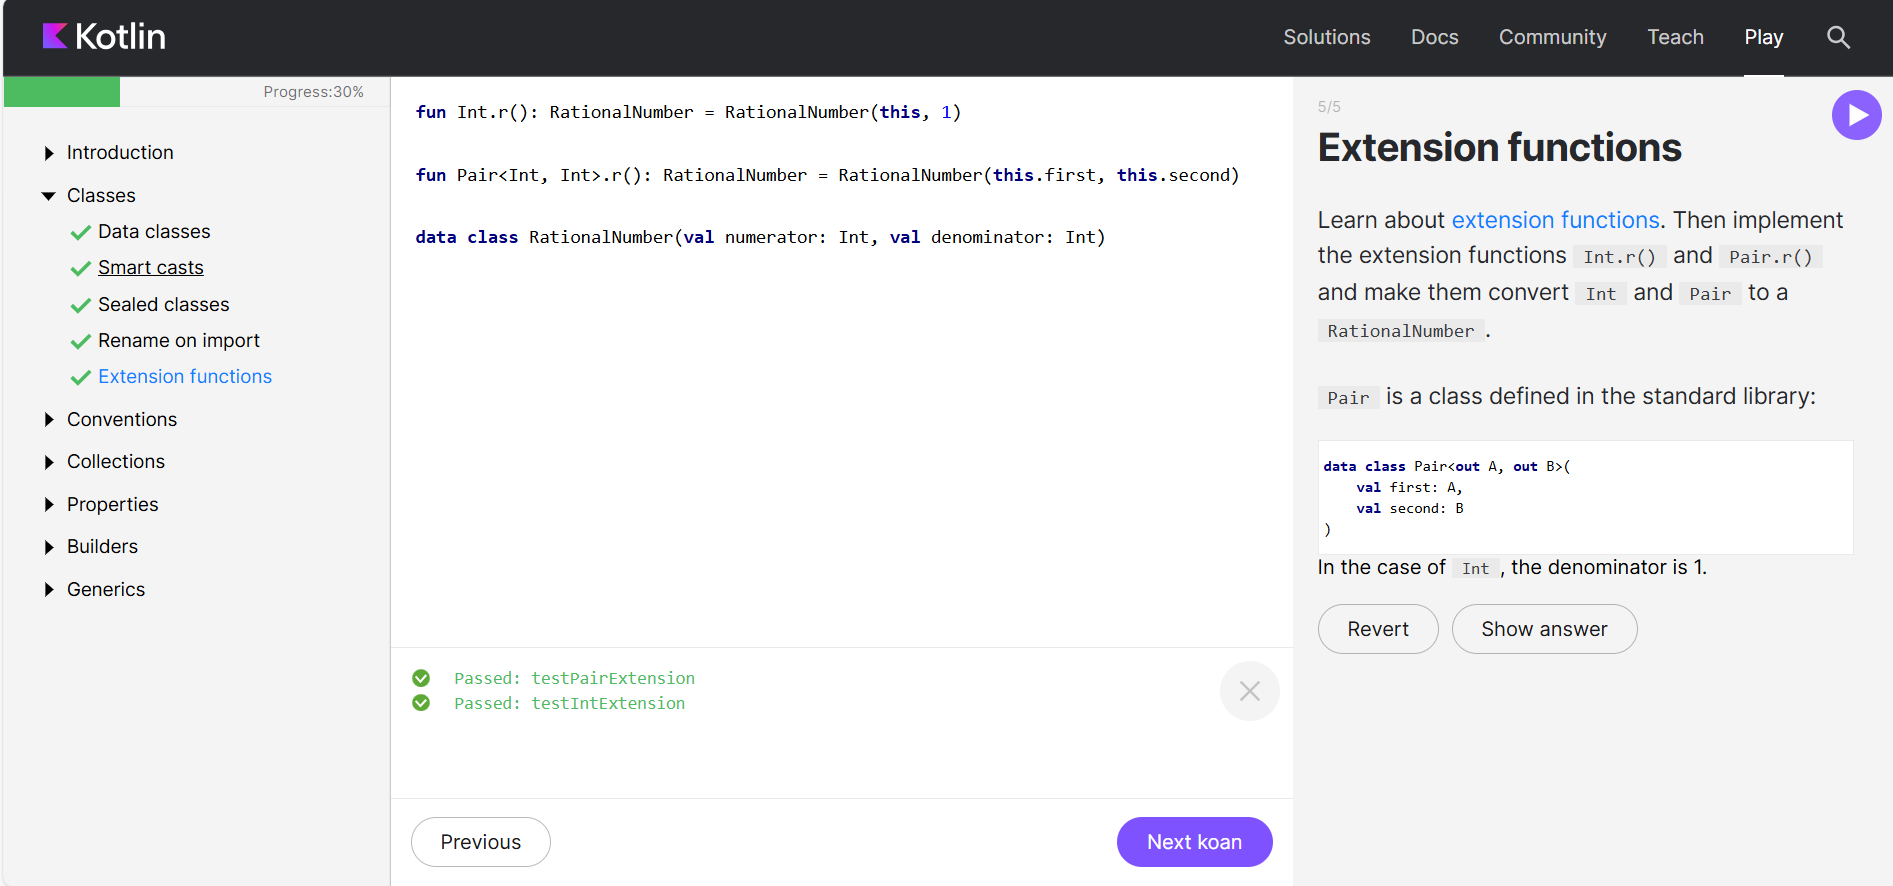 Kotlin
Solutions Docs Community Teach Play
Progress:30%
Introduction
Classes
Data classes
Smart casts
Sealed classes
Rename on import
Extension functions
Conventions
Collections
Properties
Builders
Generics
fun Int.r(): RationalNumber = RationalNumber(this, 1)
fun Pair<Int, Int>.r(): RationalNumber = RationalNumber(this.first, this.second)
data class RationalNumber(val numerator: Int, val denominator: Int)
Passed: testPairExtension
Passed: testIntExtension
Previous
Next koan
5/5
Extension functions
Learn about extension functions. Then implement
the extension functions Int.r() and Pair.r()
and make them convert Int and Pair to a
RationalNumber .
Pair is a class defined in the standard library:
data class Pair<out A, out B>(
    val first: A,
    val second: B
)
In the case of Int , the denominator is 1.
Revert
Show answer